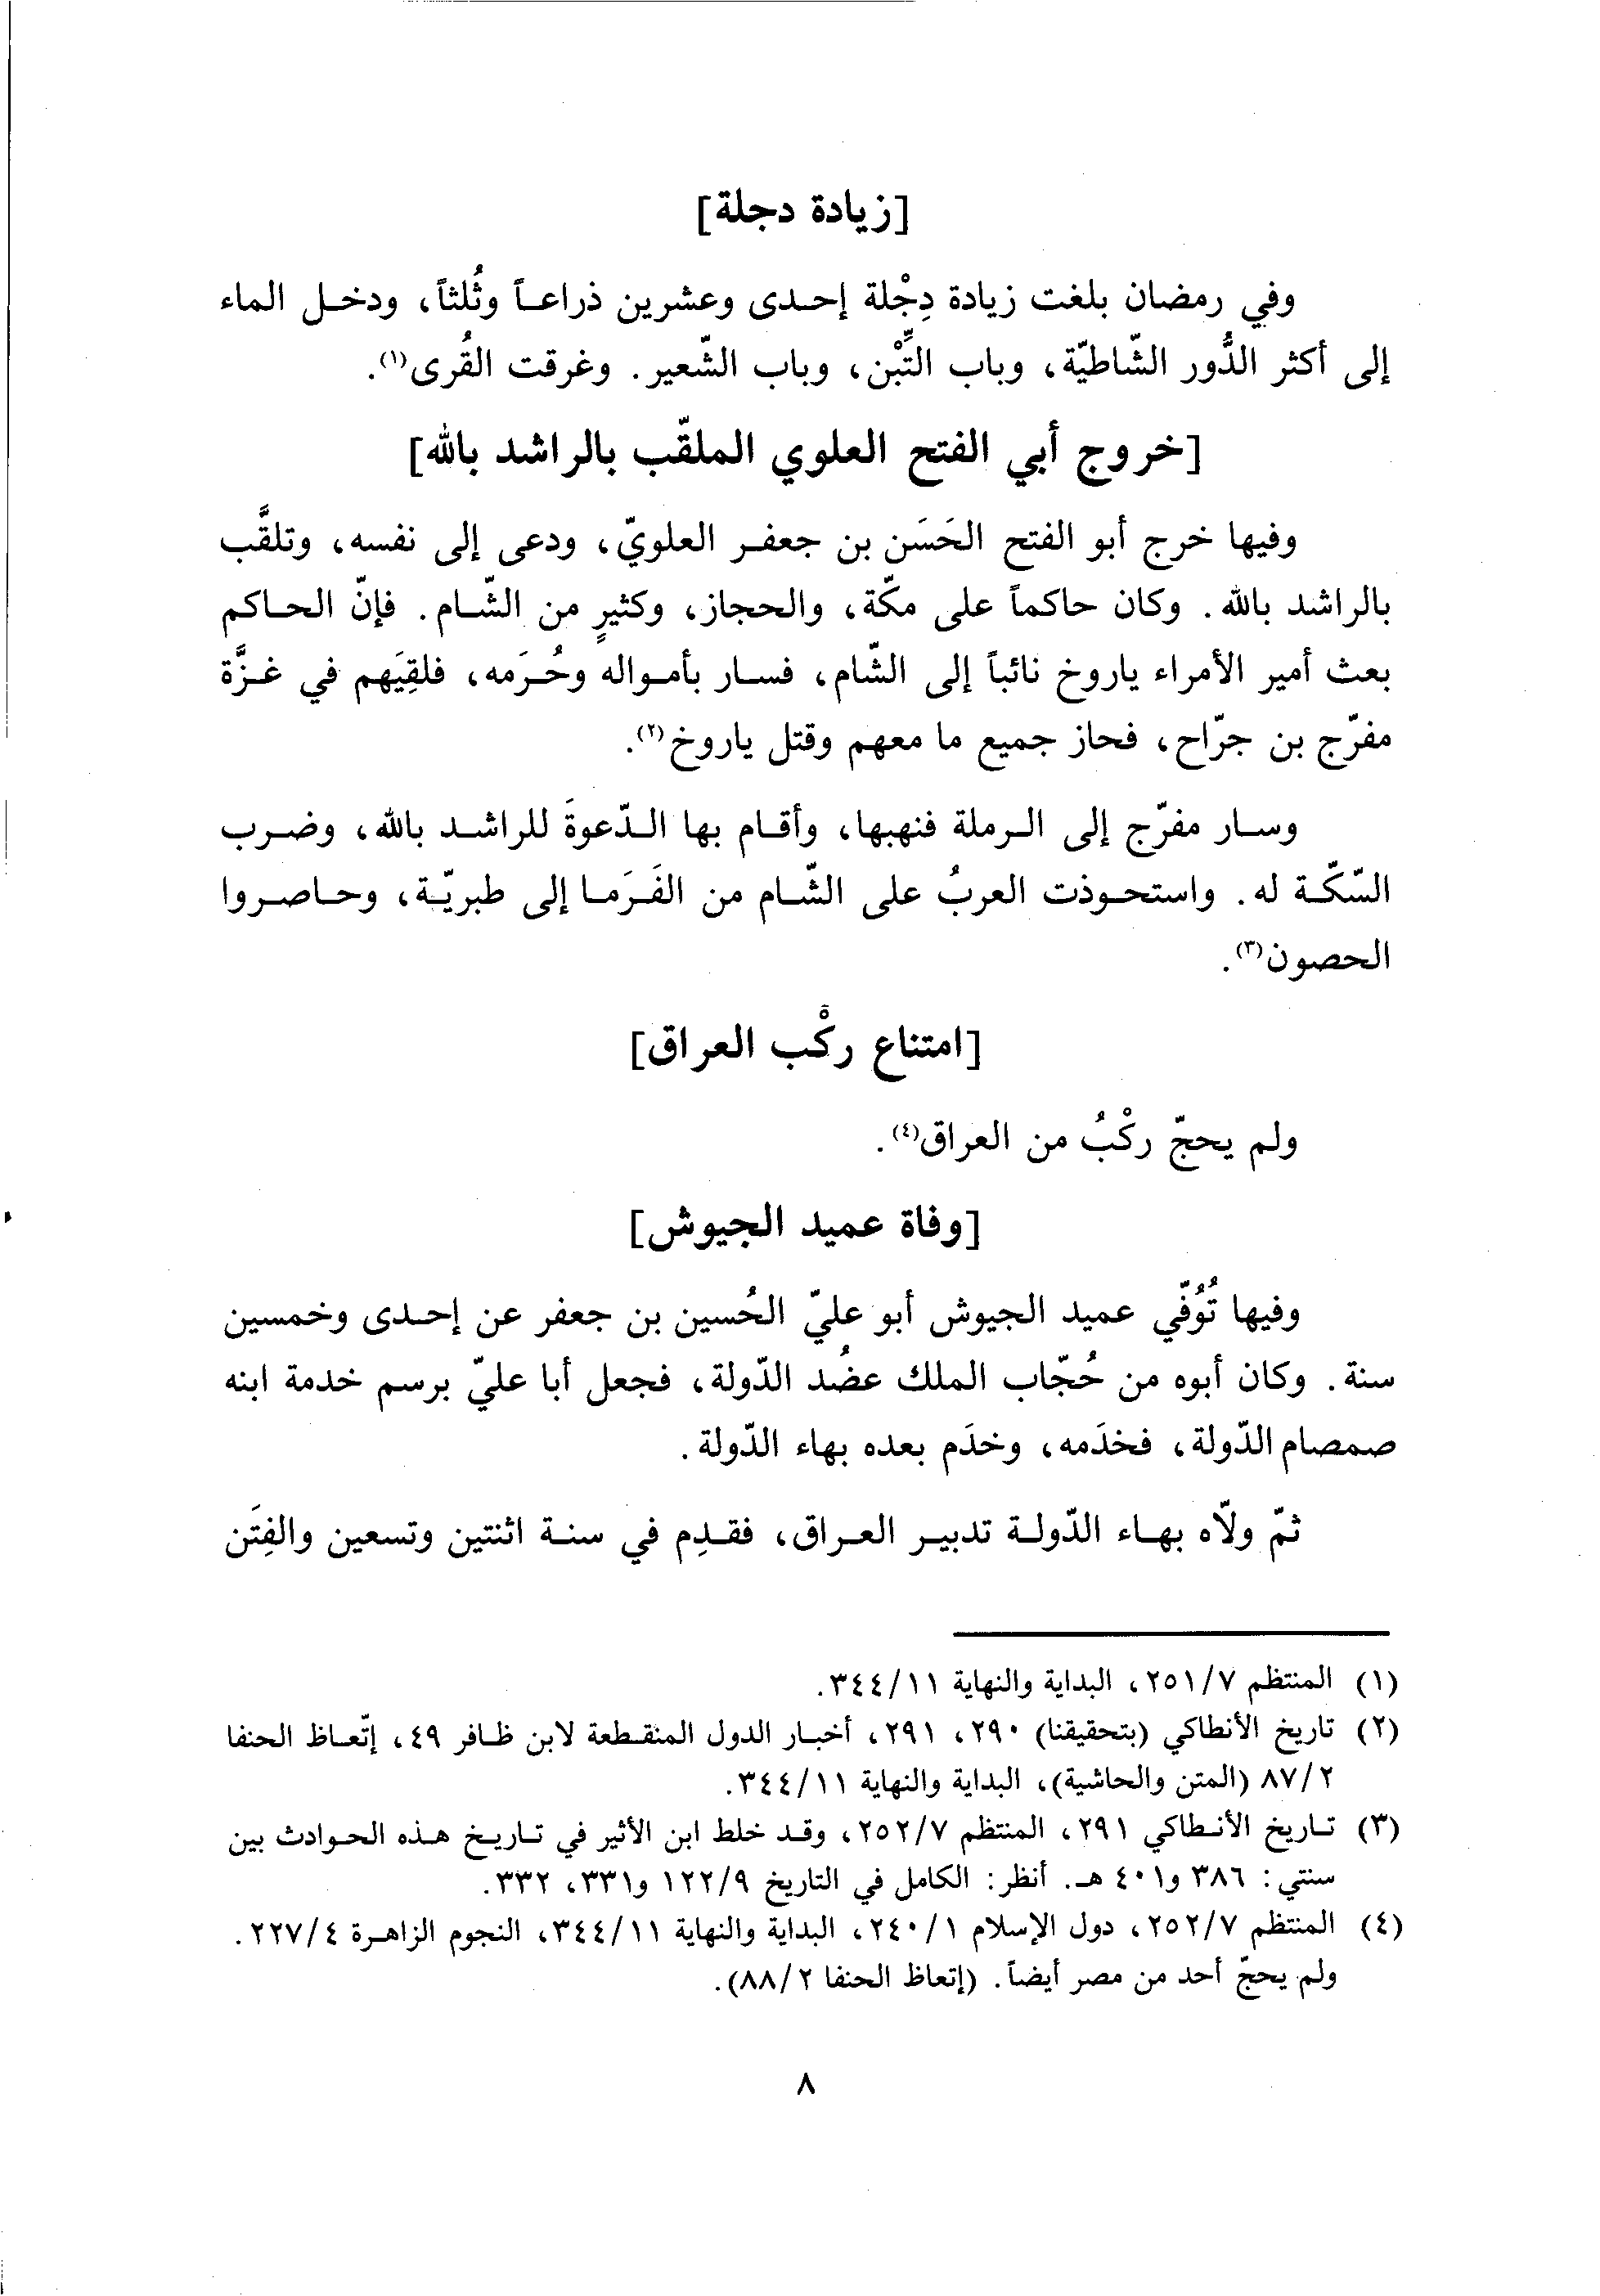 [زيادة دجلة]
وفي رمضان بلغت زيادة دِجْلة إحدى وعشرين ذراعاً وثُلثاً، ودخل الماء
إلى أكثر الدُّور الشّاطيّة، وباب التِّبْن، وباب الشّعير. وغرقت القُرى(١).
[خروج أبي الفتح العلوي الملقّب بالراشد بالله]
وفيها خرج أبو الفتح الحَسَن بن جعفر العلويّ، ودعى إلى نفسه، وتلقَّب
بالراشد بالله. وكان حاكماً على مكّة، والحجاز، وكثيرٍ من الشّام. فإنّ الحاكم
بعث أمير الأمراء ياروخ نائباً إلى الشّام، فسار بأمواله وحُرَمه، فلقِيَهم في غزَّة
مفرّج بن جرّاح، فحاز جميع ما معهم وقتل ياروخ(٢).
وسار مفرّج إلى الرملة فنهبها، وأقام بها الدّعوةَ للراشد بالله، وضرب
السّكّة له. واستحوذت العربُ على الشّام من الفَرَما إلى طبريّة، وحاصروا
الحصون(٣).
[امتناع ركْب العراق]
ولم يحجّ ركْبُ من العراق(٤).
[وفاة عميد الجيوش]
وفيها تُوُفّي عميد الجيوش أبو عليّ الحُسين بن جعفر عن إحدى وخمسين
سنة. وكان أبوه من حُجّاب الملك عضُد الدّولة، فجعل أبا عليّ برسم خدمة ابنه
صمصام الدّولة، فخدَمه، وخدَم بعده بهاء الدّولة.
ثمّ ولاّه بهاء الدّولة تدبير العراق، فقدِم في سنة اثنتين وتسعين والفِتَن
(١) المنتظم ٢٥١/٧، البداية والنهاية ٣٤٤/١١.
(٢) تاريخ الأنطاكي (بتحقيقنا) ٢٩٠، ٢٩١، أخبار الدول المنقطعة لابن ظافر ٤٩، إتّعاظ الحنفا
٨٧/٢ (المتن والحاشية)، البداية والنهاية ٣٤٤/١١.
(٣) تاريخ الأنطاكي ٢٩١، المنتظم ٢٥٢/٧، وقد خلط ابن الأثير في تاريخ هذه الحوادث بين
سنتي: ٣٨٦ و٤٠١ هـ. أنظر: الكامل في التاريخ ١٢٢/٩ و٣٣١، ٣٣٢.
(٤) المنتظم ٢٥٢/٧، دول الإسلام ٢٤٠/١، البداية والنهاية ٣٤٤/١١، النجوم الزاهرة ٢٢٧/٤.
ولم يحجّ أحد من مصر أيضاً. (إتعاظ الحنفا ٨٨/٢).
٨